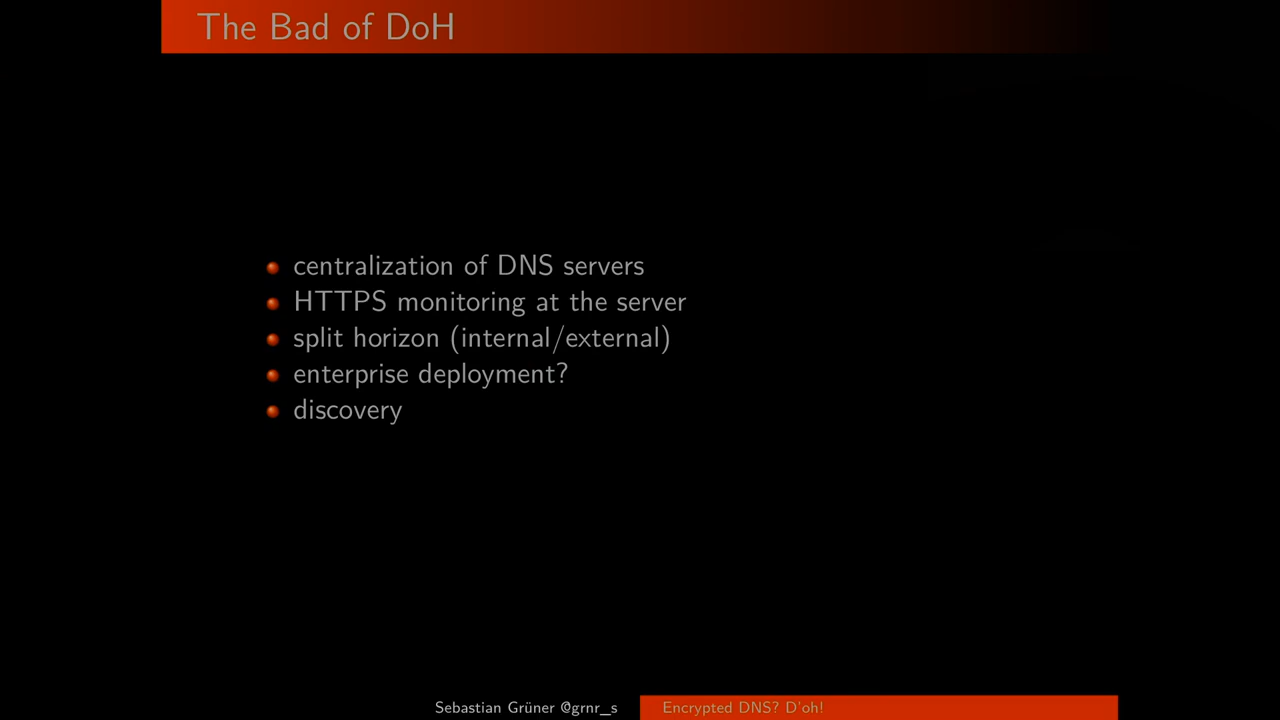 The Bad of DoH
centralization of DNS servers
HTTPS monitoring at the server
split horizon (internal/external)
enterprise deployment?
discovery
Sebastian Grüner @grnr_s
Encrypted DNS? D'oh!